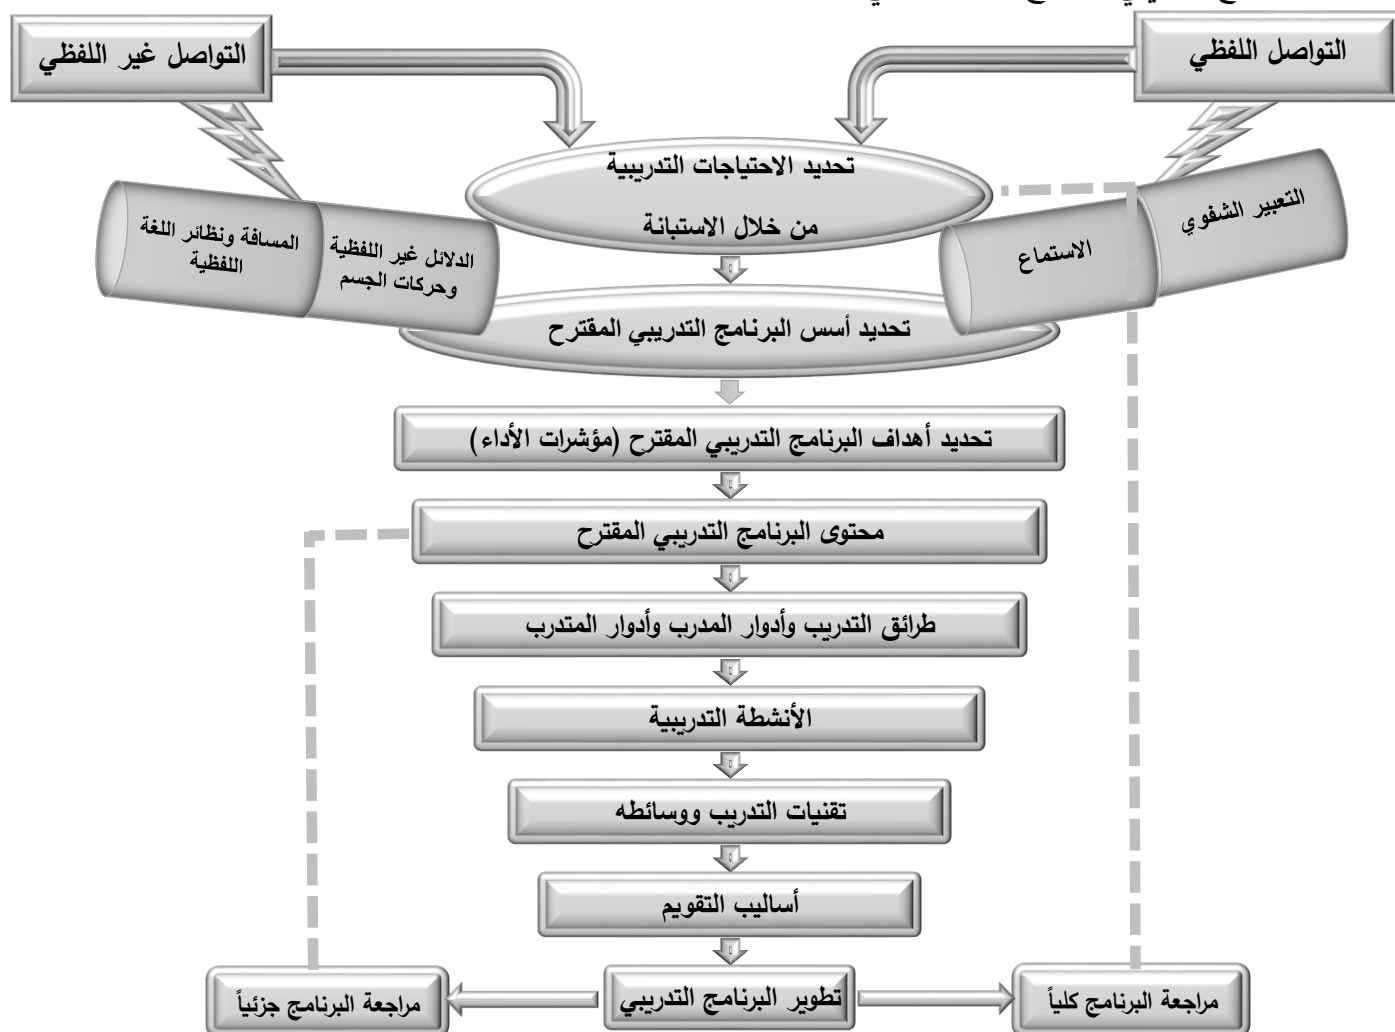 التواصل اللفظي
التواصل غير اللفظي
تحديد الاحتياجات التدريبية
من خلال الاستبانة
التعبير الشفوي
الاستماع
الدلائل غير اللفظية
وحركات الجسم
المسافة ونظائر اللغة
اللفظية
تحديد أسس البرنامج التدريبي المقترح
تحديد أهداف البرنامج التدريبي المقترح (مؤشرات الأداء)
محتوى البرنامج التدريبي المقترح
طرائق التدريب وأدوار المدرب وأدوار المتدرب
الأنشطة التدريبية
تقنيات التدريب ووسائطه
أساليب التقويم
مراجعة البرنامج كلياً
تطوير البرنامج التدريبي
مراجعة البرنامج جزئياً